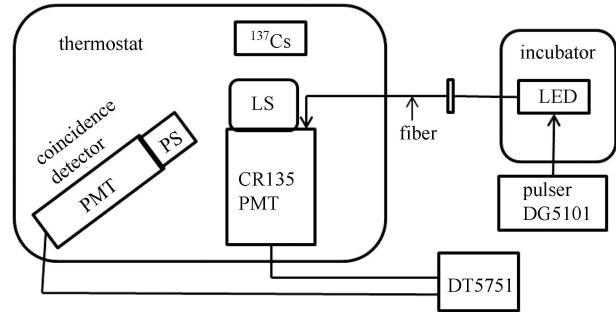 thermostat
¹³⁷Cs
incubator
LS
LED
fiber
coincidence
detector
PS
PMT
CR135
PMT
pulser
DG5101
DT5751